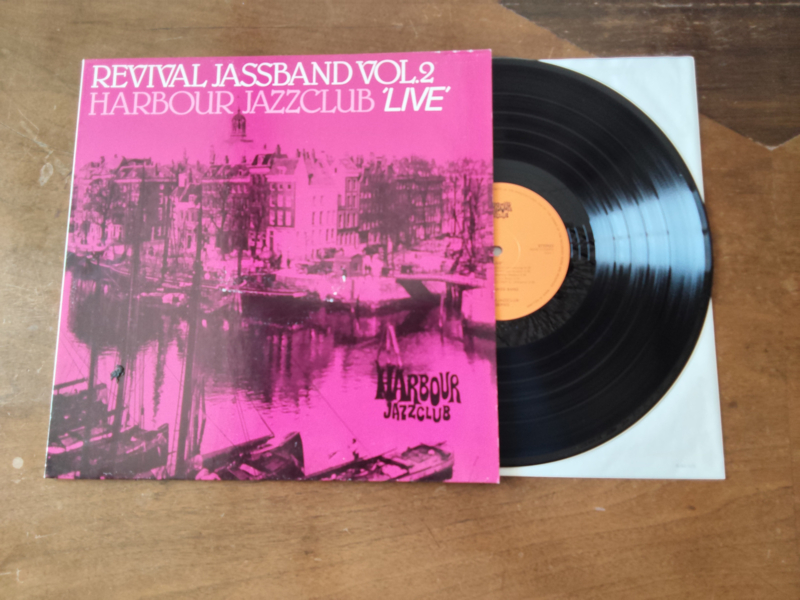 REVIVAL JASSBAND VOL.2
HARBOUR JAZZCLUB 'LIVE'
HARBOUR
JAZZCLUB